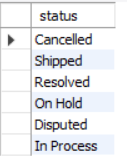 status
Cancelled
Shipped
Resolved
On Hold
Disputed
In Process